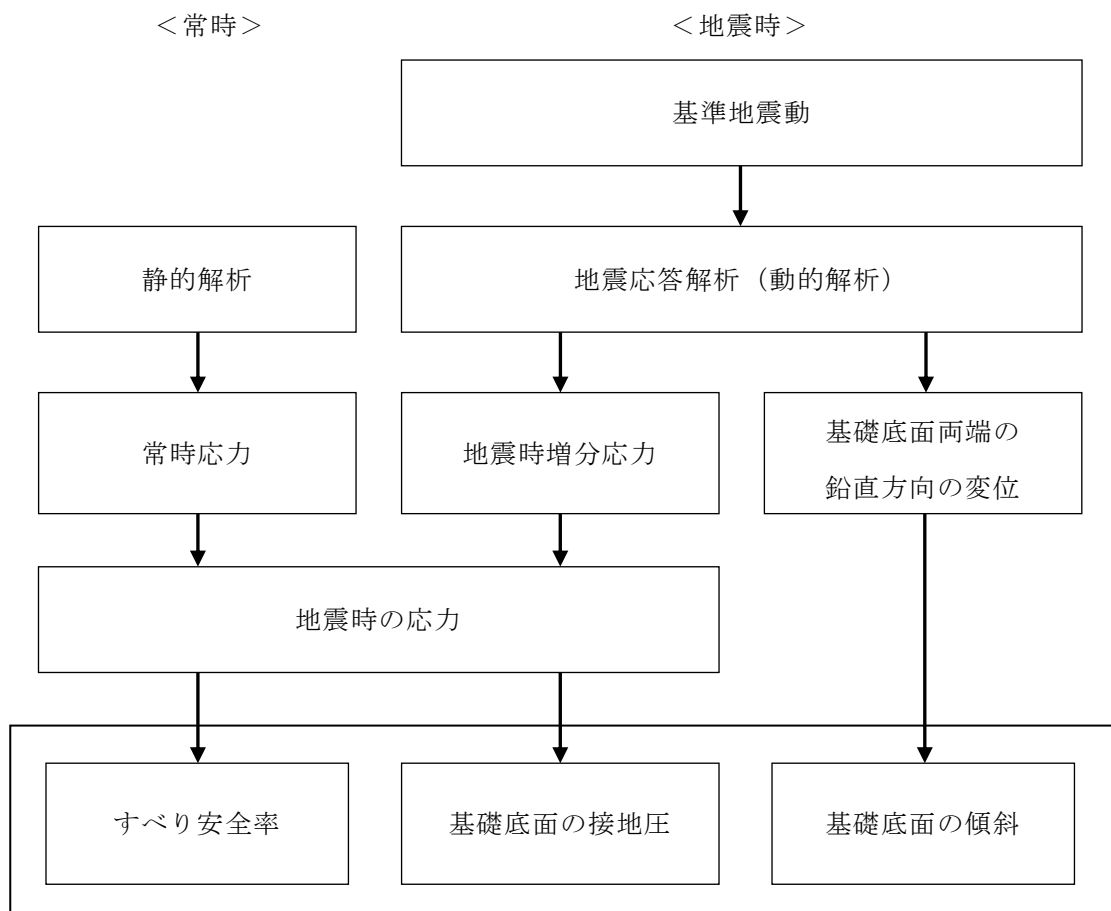 ＜常時＞
＜地震時＞
基準地震動
静的解析
地震応答解析（動的解析）
常時応力
地震時増分応力
基礎底面両端の
鉛直方向の変位
地震時の応力
すべり安全率
基礎底面の接地圧
基礎底面の傾斜